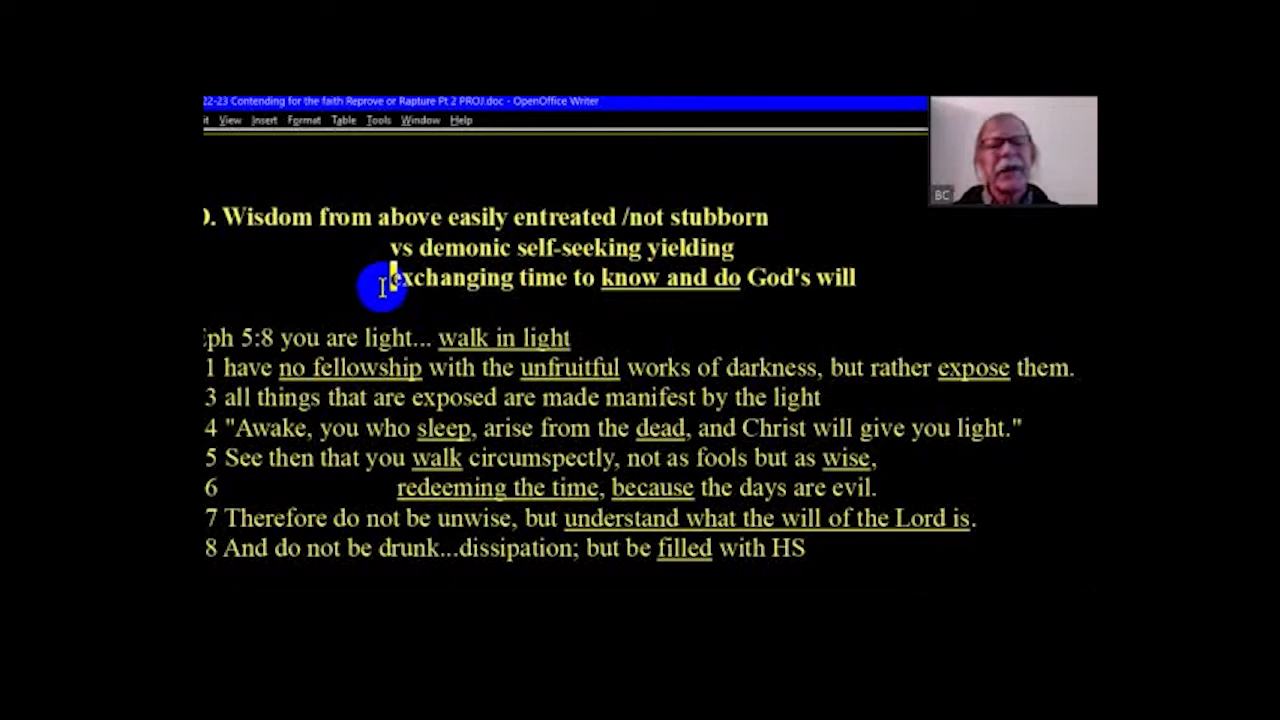 22-23 Contending for the faith Reprove or Rapture Pt 2 PROJ.doc - OpenOffice Writer
it View Insert Format Table Tools Window Help
BC
). Wisdom from above easily entreated /not stubborn
vs demonic self-seeking yielding
exchanging time to know and do God's will
ph 5:8 you are light... walk in light
1 have no fellowship with the unfruitful works of darkness, but rather expose them.
3 all things that are exposed are made manifest by the light
4 "Awake, you who sleep, arise from the dead, and Christ will give you light."
5 See then that you walk circumspectly, not as fools but as wise,
6 redeeming the time, because the days are evil.
7 Therefore do not be unwise, but understand what the will of the Lord is.
8 And do not be drunk...dissipation; but be filled with HS